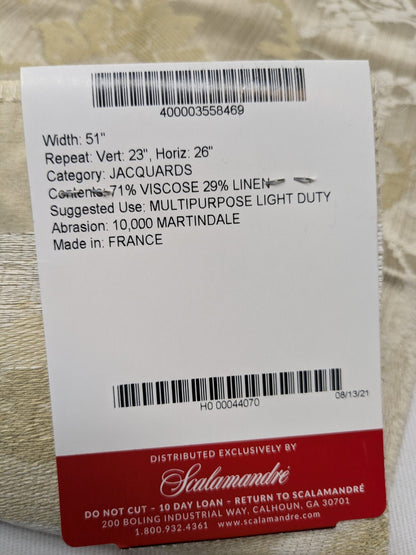 400003558469
Width: 51"
Repeat: Vert: 23", Horiz: 26"
Category: JACQUARDS
Contents: 71% VISCOSE 29% LINEN
Suggested Use: MULTIPURPOSE LIGHT DUTY
Abrasion: 10,000 MARTINDALE
Made in: FRANCE
H0 00044070
08/13/21
DISTRIBUTED EXCLUSIVELY BY
Scalamandré
DO NOT CUT - 10 DAY LOAN - RETURN TO SCALAMANDRÉ
200 BOLING INDUSTRIAL WAY, CALHOUN, GA 30701
1.800.932.4361 www.scalamandre.com